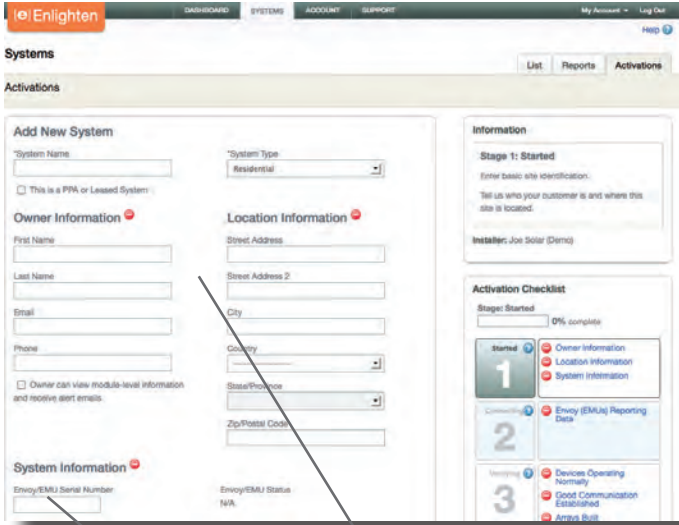 [e] Enlighten
DASHBOARD SYSTEMS ACCOUNT SUPPORT
My Account Log Out
Help ?
Systems
List Reports Activations
Activations
Add New System
*System Name
*System Type
Residential
This is a PPA or Leased System
Owner Information
Location Information
First Name
Street Address
Last Name
Street Address 2
Email
City
Phone
Country
Owner can view module-level information
and receive alert emails.
State/Province
Zip/Postal Code
System Information
Envoy/EMU Serial Number
Envoy/EMU Status
N/A
Information
Stage 1: Started
Enter basic site identification.
Tell us who your customer is and where this
site is located.
Installer: Joe Solar (Demo)
Activation Checklist
Stage: Started
0% complete
Started ?
1
Owner Information
Location Information
System Information
Connecting ?
2
Envoy (EMUs) Reporting
Data
Verifying ?
3
Devices Operating
Normally
Good Communication
Established
Arrays Built